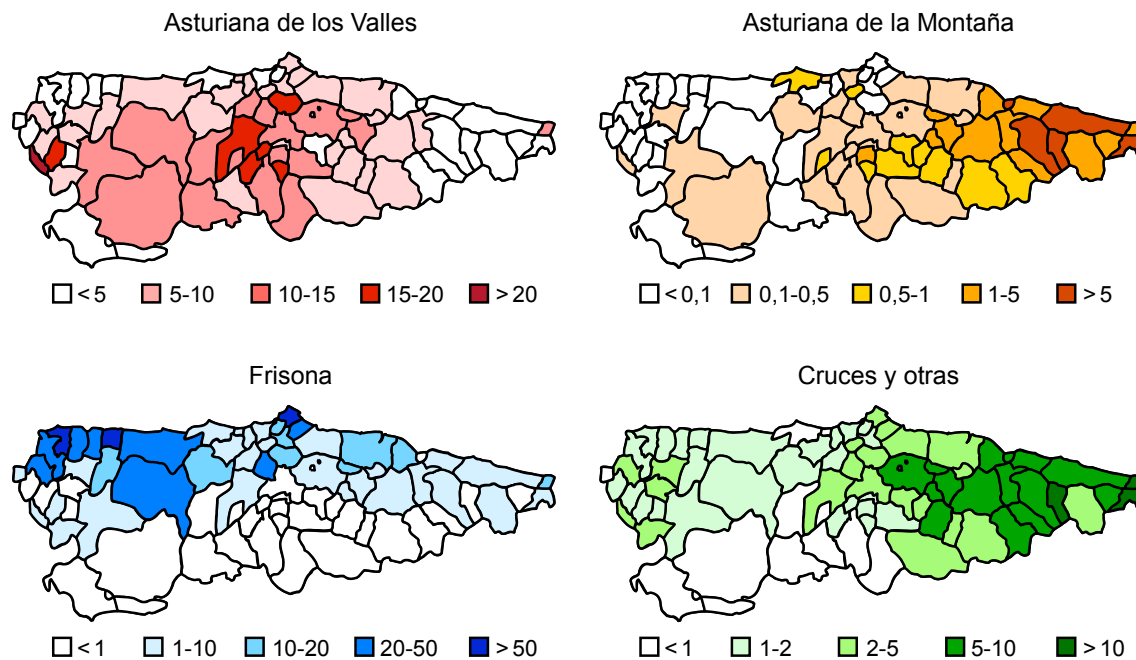 Asturiana de los Valles
Asturiana de la Montaña
< 5 5-10 10-15 15-20 > 20
< 0,1 0,1-0,5 0,5-1 1-5 > 5
Frisona
Cruces y otras
< 1 1-10 10-20 20-50 > 50
< 1 1-2 2-5 5-10 > 10